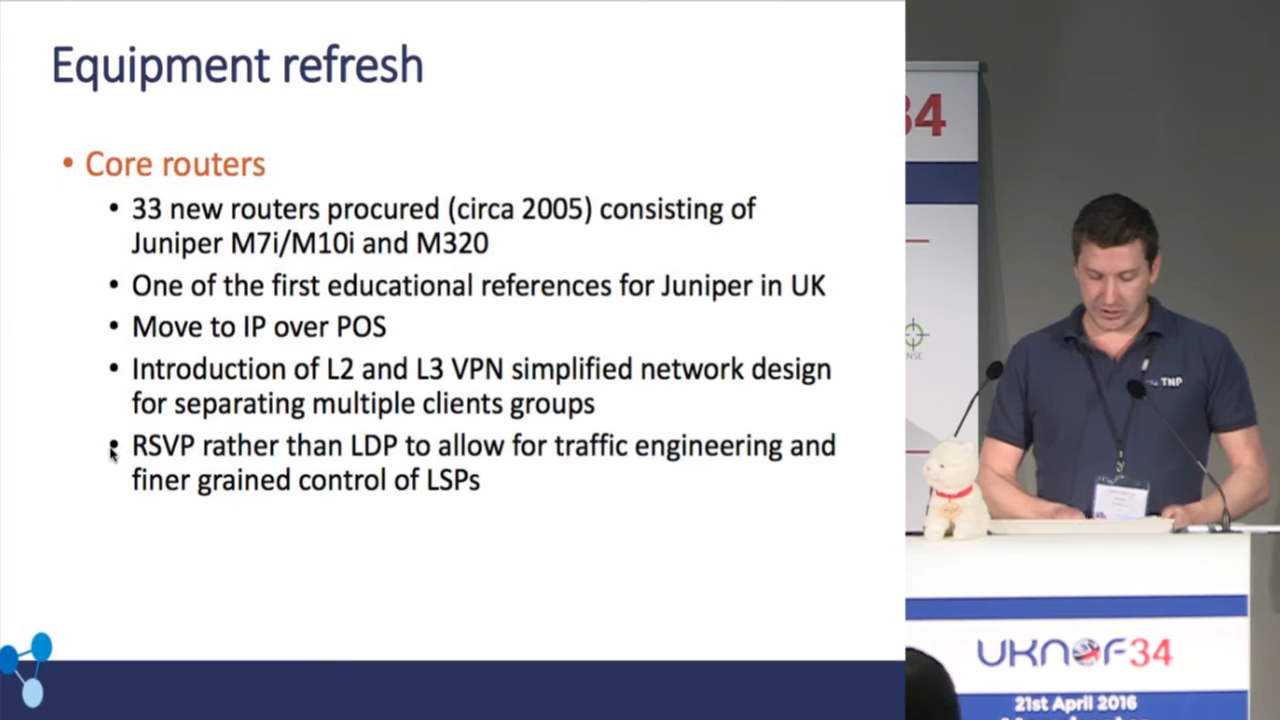 Equipment refresh
• Core routers
• 33 new routers procured (circa 2005) consisting of
Juniper M7i/M10i and M320
• One of the first educational references for Juniper in UK
• Move to IP over POS
• Introduction of L2 and L3 VPN simplified network design
for separating multiple clients groups
• RSVP rather than LDP to allow for traffic engineering and
finer grained control of LSPs
34
TNP
UKNOF34
21st April 2016